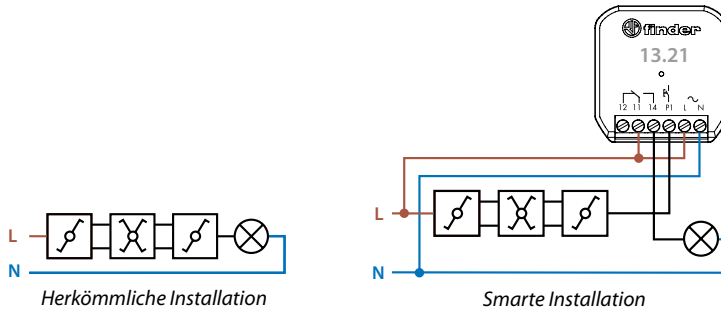 finder
13.21
12 11 14 P1 L N
L
N
Herkömmliche Installation
L
N
Smarte Installation